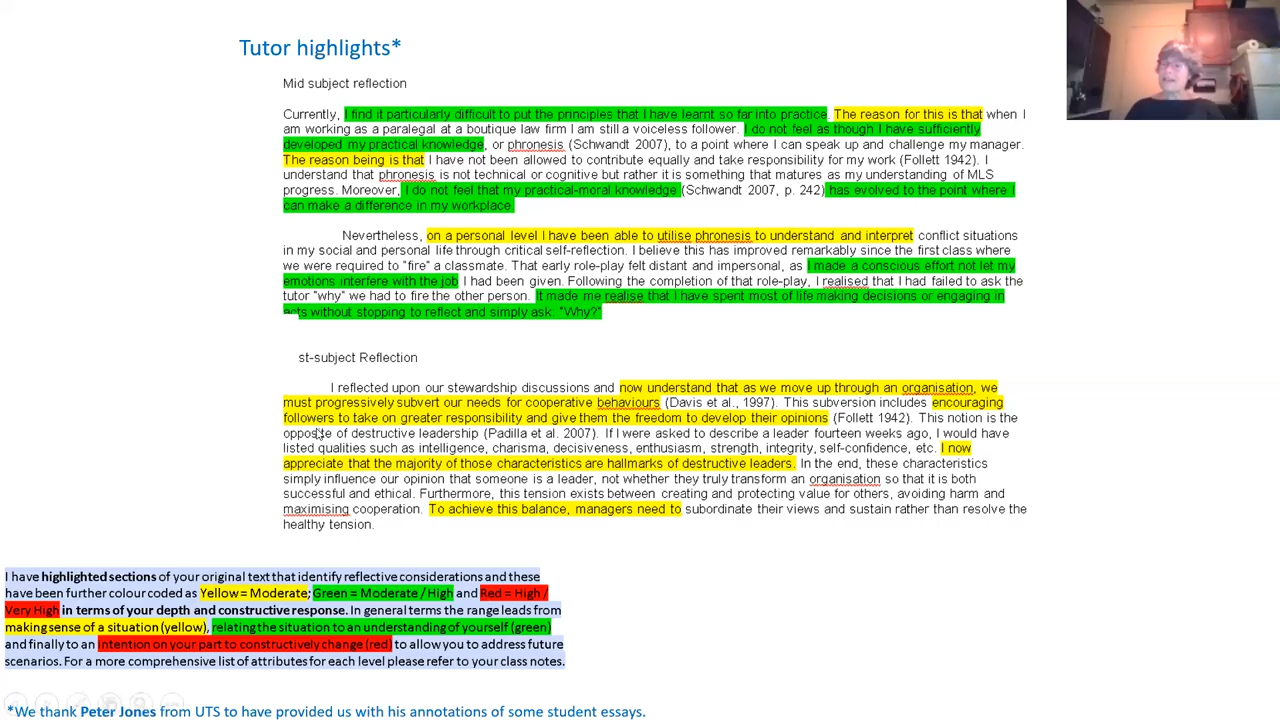 Tutor highlights*
Mid subject reflection
Currently, I find it particularly difficult to put the principles that I have learnt so far into practice. The reason for this is that when I
am working as a paralegal at a boutique law firm I am still a voiceless follower. I do not feel as though I have sufficiently
developed my practical knowledge, or phronesis (Schwandt 2007), to a point where I can speak up and challenge my manager.
The reason being is that I have not been allowed to contribute equally and take responsibility for my work (Follett 1942). I
understand that phronesis is not technical or cognitive but rather it is something that matures as my understanding of MLS
progress. Moreover, I do not feel that my practical-moral knowledge (Schwandt 2007, p. 242) has evolved to the point where I
can make a difference in my workplace.
Nevertheless, on a personal level I have been able to utilise phronesis to understand and interpret conflict situations
in my social and personal life through critical self-reflection. I believe this has improved remarkably since the first class where
we were required to "fire" a classmate. That early role-play felt distant and impersonal, as I made a conscious effort not let my
emotions interfere with the job I had been given. Following the completion of that role-play, I realised that I had failed to ask the
tutor "why" we had to fire the other person. It made me realise that I have spent most of life making decisions or engaging in
acts without stopping to reflect and simply ask: "Why?"
st-subject Reflection
I reflected upon our stewardship discussions and now understand that as we move up through an organisation, we
must progressively subvert our needs for cooperative behaviours (Davis et al., 1997). This subversion includes encouraging
followers to take on greater responsibility and give them the freedom to develop their opinions (Follett 1942). This notion is the
opposite of destructive leadership (Padilla et al. 2007). If I were asked to describe a leader fourteen weeks ago, I would have
listed qualities such as intelligence, charisma, decisiveness, enthusiasm, strength, integrity, self-confidence, etc. I now
appreciate that the majority of those characteristics are hallmarks of destructive leaders. In the end, these characteristics
simply influence our opinion that someone is a leader, not whether they truly transform an organisation so that it is both
successful and ethical. Furthermore, this tension exists between creating and protecting value for others, avoiding harm and
maximising cooperation. To achieve this balance, managers need to subordinate their views and sustain rather than resolve the
healthy tension.
I have highlighted sections of your original text that identify reflective considerations and these
have been further colour coded as Yellow = Moderate; Green = Moderate / High and Red = High /
Very High in terms of your depth and constructive response. In general terms the range leads from
making sense of a situation (yellow), relating the situation to an understanding of yourself (green)
and finally to an intention on your part to constructively change (red) to allow you to address future
scenarios. For a more comprehensive list of attributes for each level please refer to your class notes.
*We thank Peter Jones from UTS to have provided us with his annotations of some student essays.